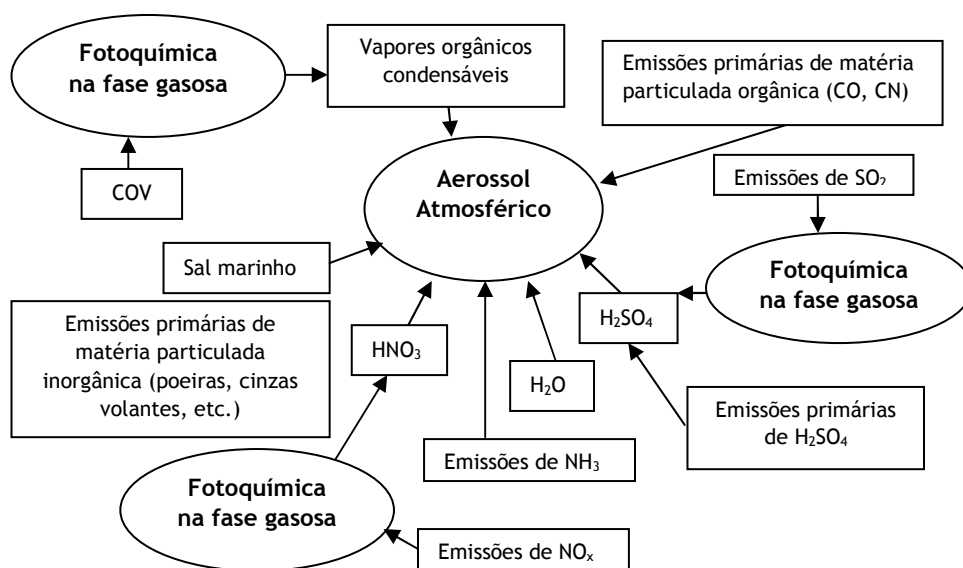 Fotoquímica
na fase gasosa
Vapores orgânicos
condensáveis
Emissões primárias de matéria
particulada orgânica (CO, CN)
COV
Aerossol
Atmosférico
Emissões de SO₂
Sal marinho
Fotoquímica
na fase gasosa
Emissões primárias de
matéria particulada
inorgânica (poeiras, cinzas
volantes, etc.)
HNO₃
H₂O
H₂SO₄
Emissões primárias
de H₂SO₄
Emissões de NH₃
Fotoquímica
na fase gasosa
Emissões de NOₓ